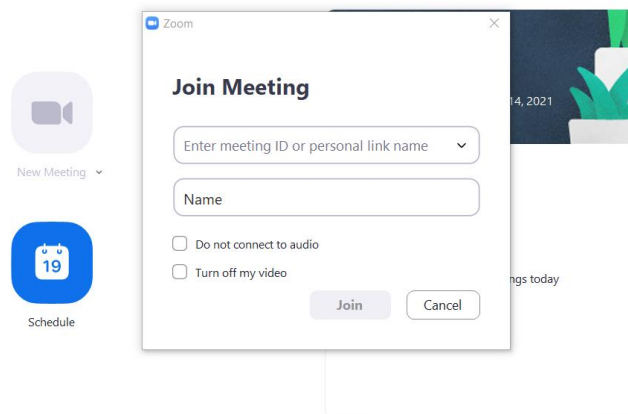 Zoom
Join Meeting
14, 2021
Enter meeting ID or personal link name
New Meeting
Name
Do not connect to audio
19
Turn off my video
ngs today
Join
Cancel
Schedule